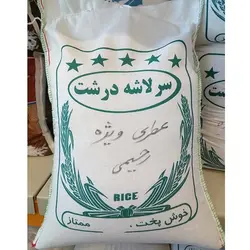 سرلاشه درشت
عطری ویژه
رحیمی
RICE
خوش پخت . ممتاز